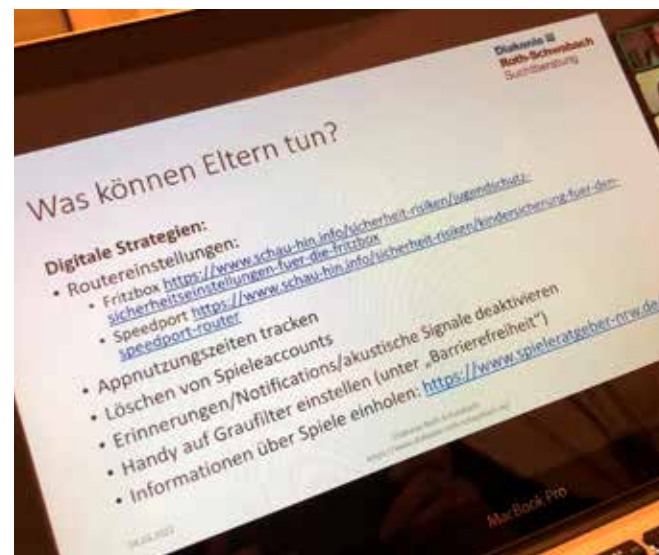 Diakonie
Roth-Schwabach
Suchtberatung
Was können Eltern tun?
Digitale Strategien:
• Routereinstellungen:
• Fritzbox https://www.schau-hin.info/sicherheit-risiken/jugendschutz-
sicherheitseinstellungen-fuer-die-fritzbox
• Speedport https://www.schau-hin.info/sicherheit-risiken/kindersicherung-fuer-den-
speedport-router
• Appnutzungszeiten tracken
• Löschen von Spieleaccounts
• Erinnerungen/Notifications/akustische Signale deaktivieren
• Handy auf Graufilter einstellen (unter „Barrierefreiheit“)
• Informationen über Spiele einholen: https://www.spieleratgeber-nrw.de
MacBook Pro